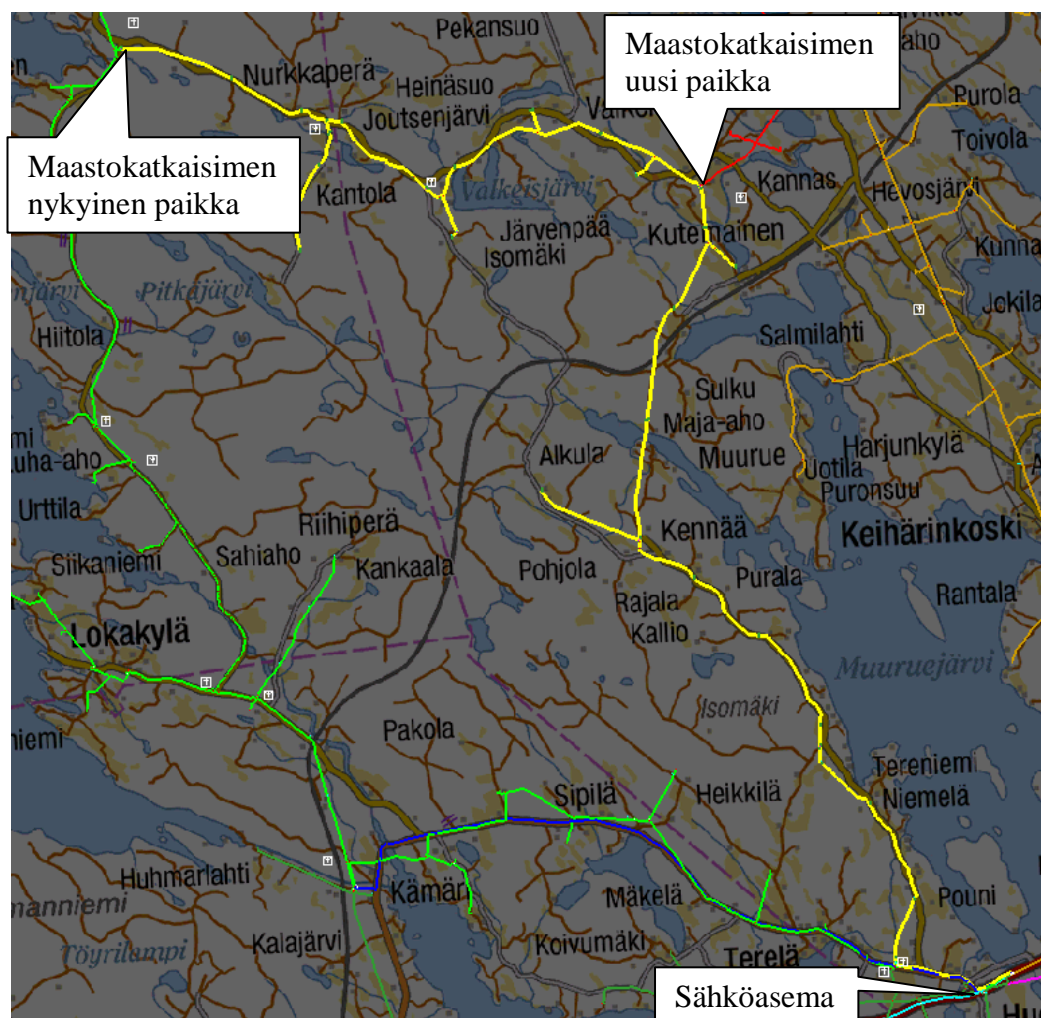 Pekansuo
Maastokatkaisimen
uusi paikka
Nurkkaperä
Heinäsuo
Joutsenjärvi
Purola
Toivola
Maastokatkaisimen
nykyinen paikka
Kantola
Valkeisjärvi
Kannas
Hevosjärvi
Järvenpää
Isomäki
Kutemainen
Pitkäjärvi
Hiitola
Salmilahti
Sulku
Maja-aho
Muurue
Alkula
Harjunkylä
Uotila
Puronsuu
Urttila
Riihiperä
Kennää
Keihärinkoski
Siikaniemi
Sahiaho
Kankaala
Pohjola
Purala
Rajala
Kallio
Rantala
Lokakylä
Muuruejärvi
Isomäki
Pakola
Tereniemi
Niemelä
Sipilä
Heikkilä
Huhmarlahti
Kämäri
Mäkelä
Pouni
Töyrilampi
Kalajärvi
Koivumäki
Terelä
Sähköasema